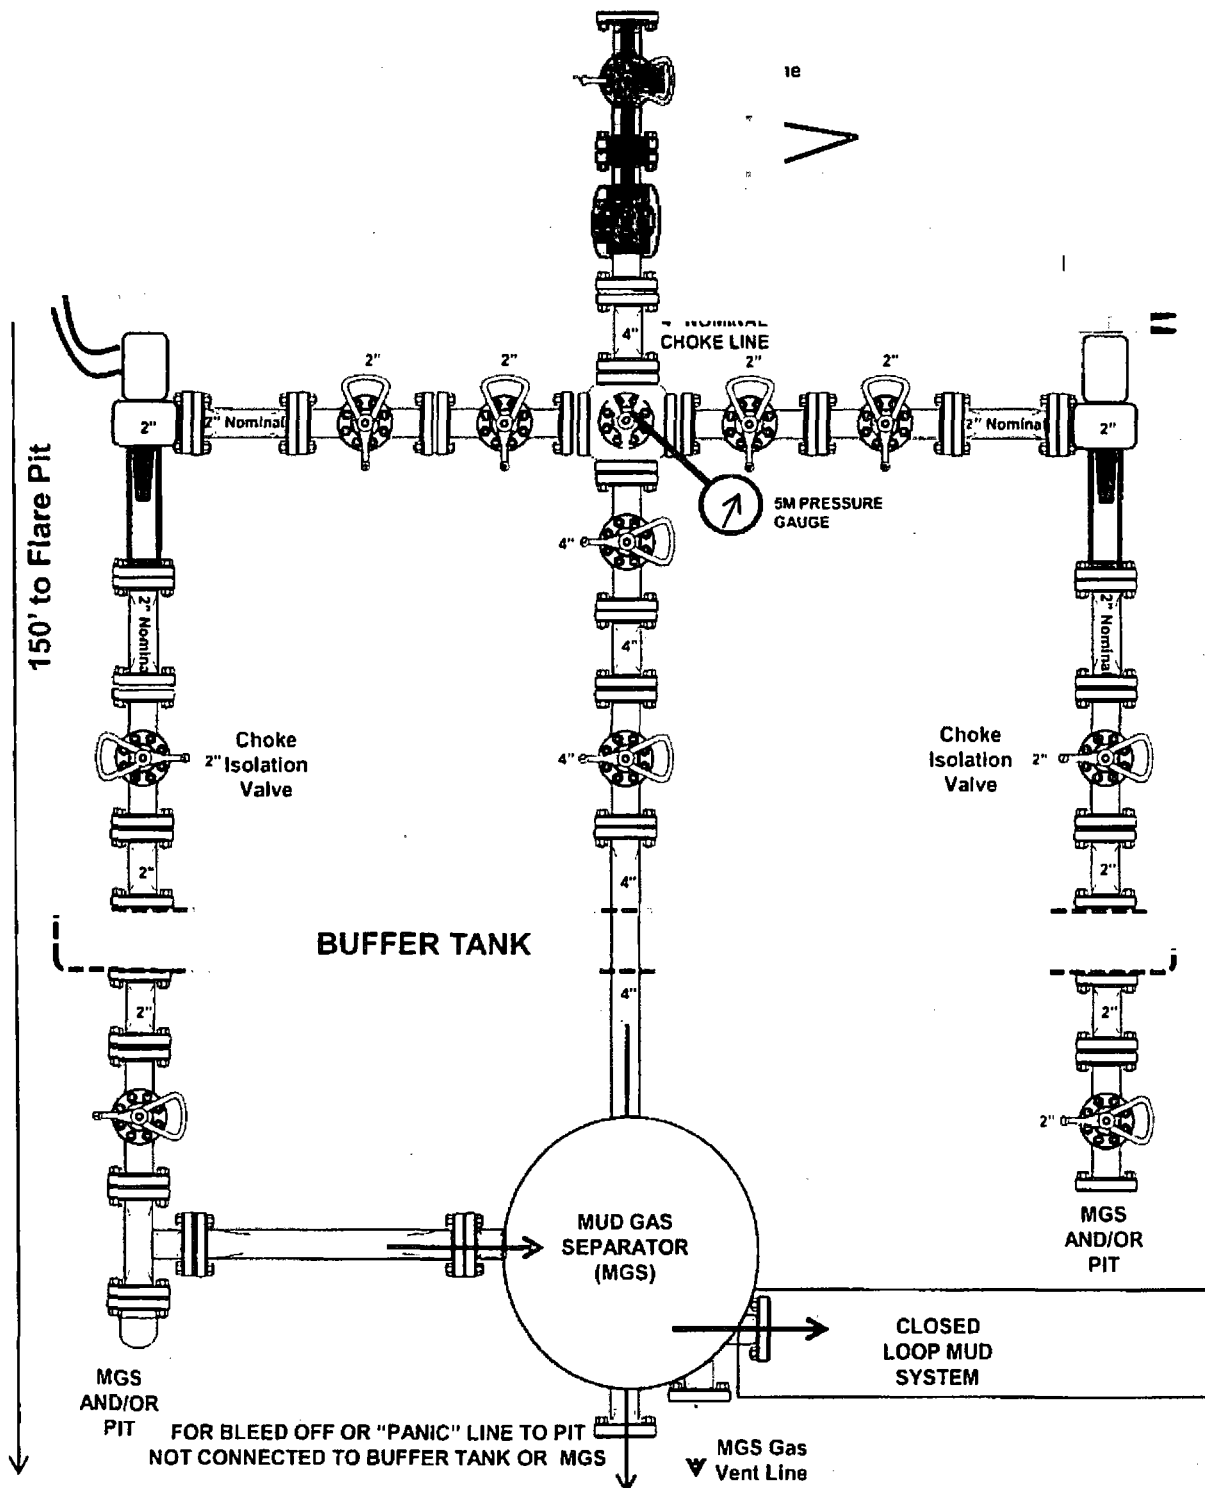 4"
NOMINAL
CHOKE LINE
2"
2"
2"
2"
2"
2" Nominal
2" Nominal
2"
5M PRESSURE
GAUGE
4"
150' to Flare Pit
2" Nominal
4"
2" Nominal
2"
Choke
Isolation
Valve
4"
Choke
Isolation
Valve
2"
2"
4"
2"
BUFFER TANK
2"
4"
2"
2"
MUD GAS
SEPARATOR
(MGS)
MGS
AND/OR
PIT
CLOSED
LOOP MUD
SYSTEM
MGS
AND/OR
PIT
FOR BLEED OFF OR "PANIC" LINE TO PIT
NOT CONNECTED TO BUFFER TANK OR MGS
MGS Gas
Vent Line